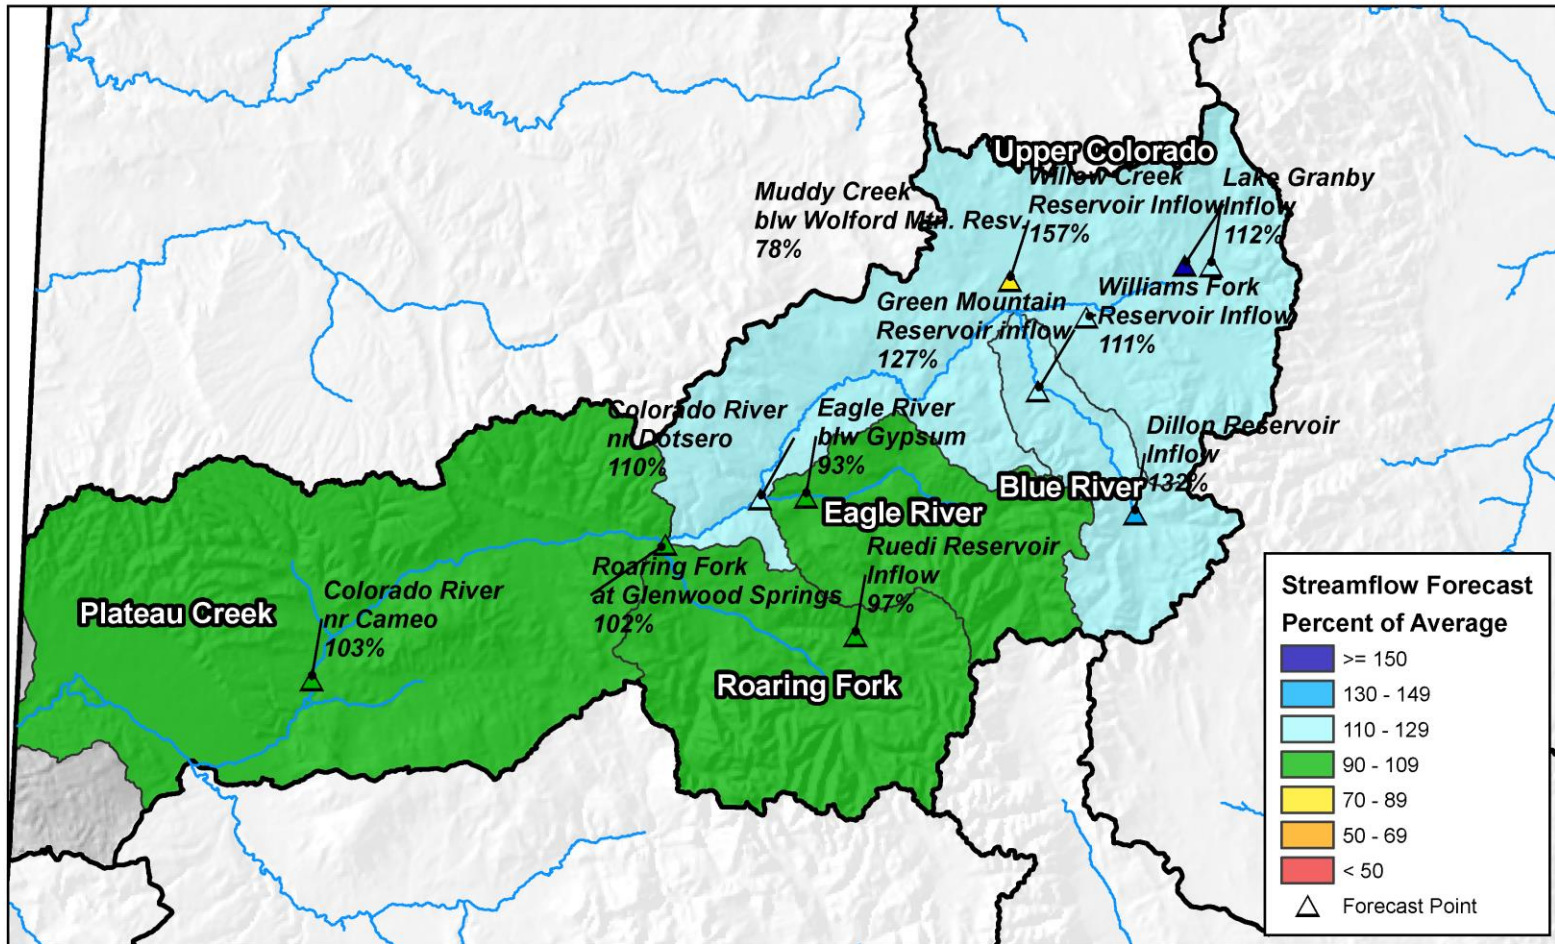 Upper Colorado
Muddy Creek
blw Wolford Mtn. Resv.
78%
Willow Creek
Reservoir Inflow
157%
Lake Granby
Inflow
112%
Green Mountain
Reservoir inflow
127%
Williams Fork
Reservoir Inflow
111%
Colorado River
nr Dotsero
110%
Eagle River
blw Gypsum
93%
Dillon Reservoir
Inflow
132%
Blue River
Eagle River
Ruedi Reservoir
Inflow
97%
Roaring Fork
at Glenwood Springs
102%
Colorado River
nr Cameo
103%
Plateau Creek
Roaring Fork
Streamflow Forecast
Percent of Average
>= 150
130 - 149
110 - 129
90 - 109
70 - 89
50 - 69
< 50
Forecast Point